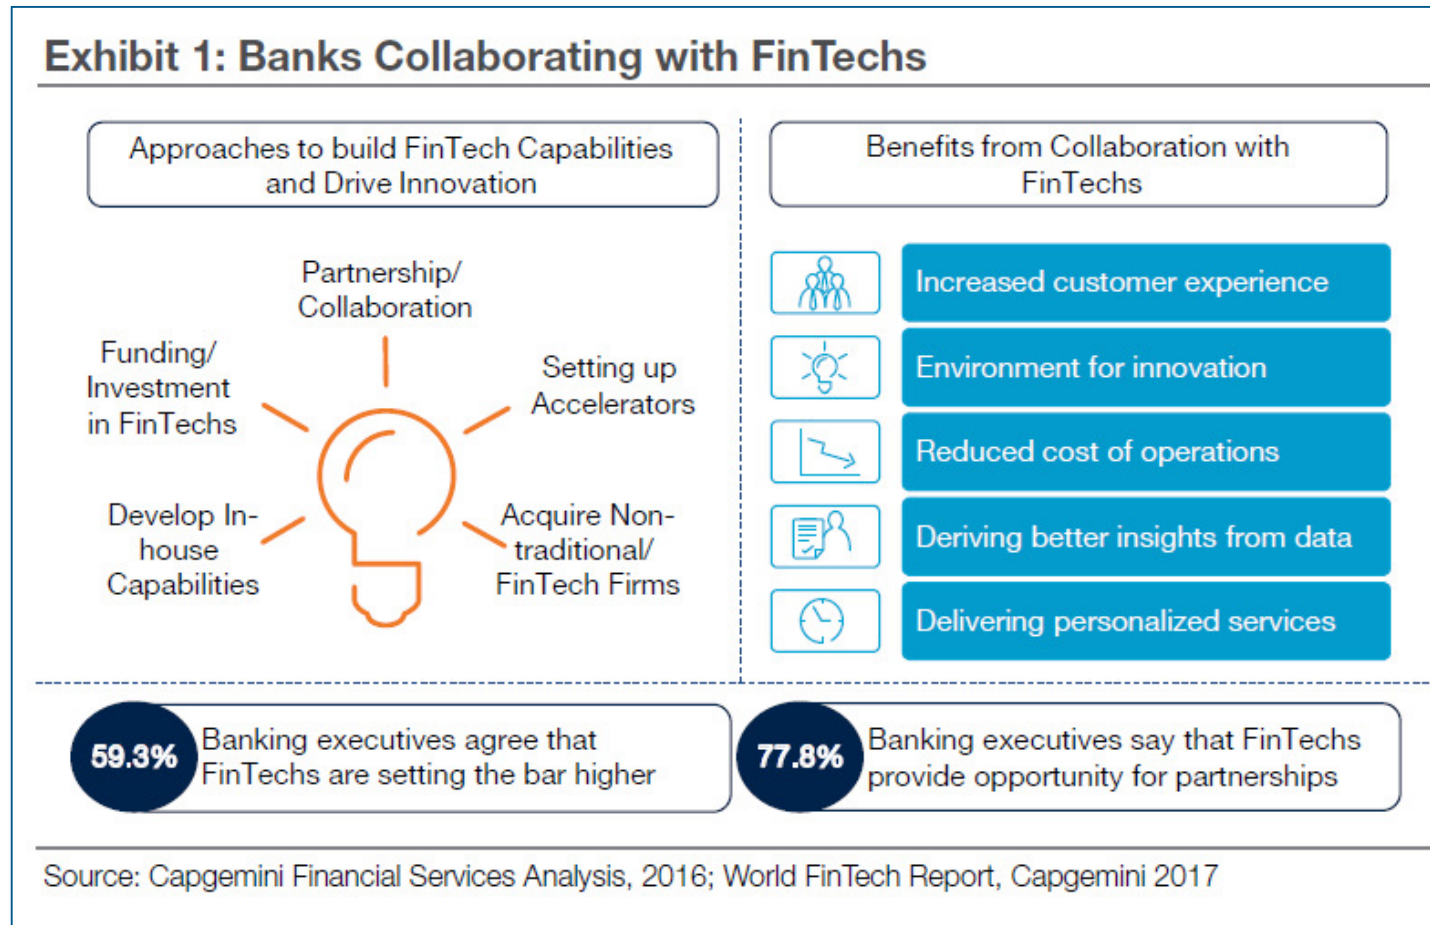 Exhibit 1: Banks Collaborating with FinTechs
Approaches to build FinTech Capabilities
and Drive Innovation
Partnership/
Collaboration
Funding/
Investment
in FinTechs
Setting up
Accelerators
Develop In-
house
Capabilities
Acquire Non-
traditional/
FinTech Firms
Benefits from Collaboration with
FinTechs
Increased customer experience
Environment for innovation
Reduced cost of operations
Deriving better insights from data
Delivering personalized services
59.3%
Banking executives agree that
FinTechs are setting the bar higher
77.8%
Banking executives say that FinTechs
provide opportunity for partnerships
Source: Capgemini Financial Services Analysis, 2016; World FinTech Report, Capgemini 2017